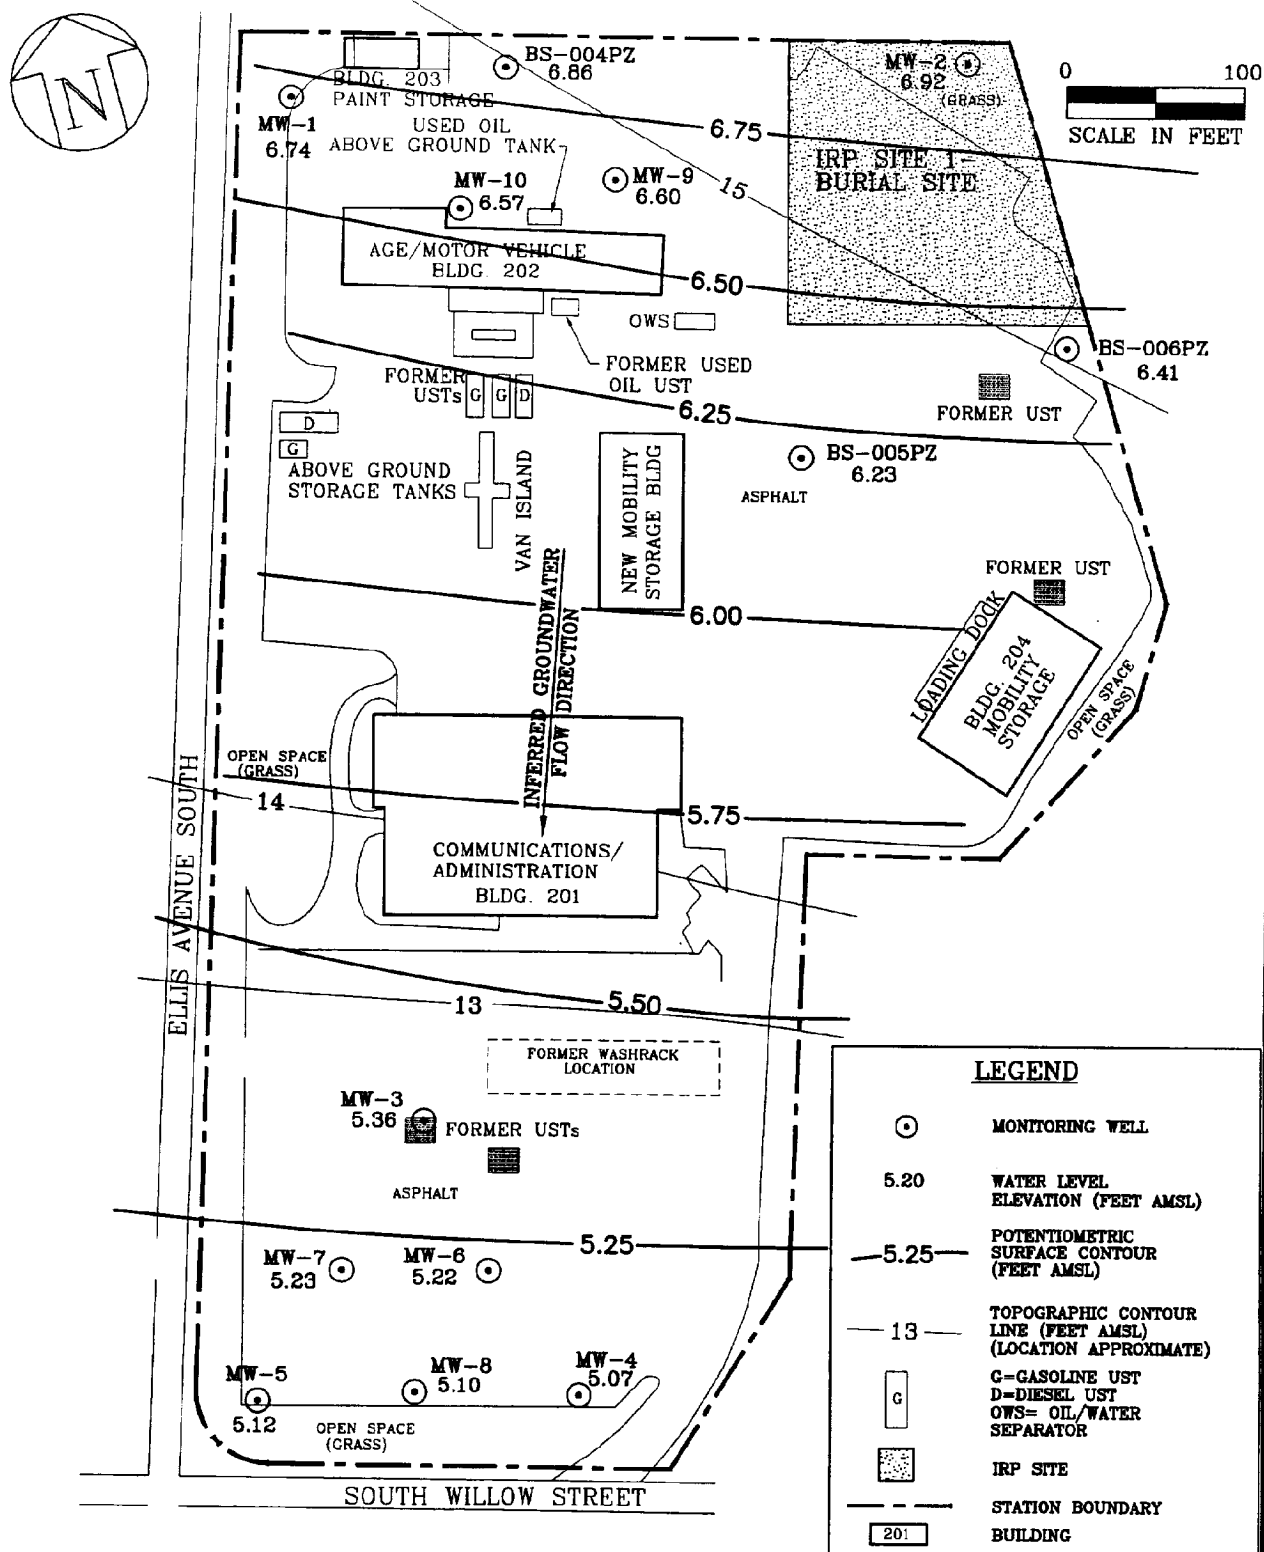 N
BLDG. 203
PAINT STORAGE
BS-004PZ
6.86
MW-2
6.92
(GRASS)
0 100
SCALE IN FEET
MW-1
6.74
USED OIL
ABOVE GROUND TANK
6.75
IRP SITE 1-
BURIAL SITE
MW-10
6.57
MW-9
6.60
15
AGE/MOTOR VEHICLE
BLDG. 202
6.50
OWS
FORMER USED
OIL UST
BS-006PZ
6.41
FORMER
USTs
G
G
D
6.25
FORMER UST
D
G
ABOVE GROUND
STORAGE TANKS
VAN ISLAND
NEW MOBILITY
STORAGE BLDG
BS-005PZ
6.23
ASPHALT
FORMER UST
6.00
INFERRED GROUNDWATER
FLOW DIRECTION
LOADING DOCK
BLDG. 204
MOBILITY
STORAGE
OPEN SPACE
(GRASS)
OPEN SPACE
(GRASS)
14
5.75
ELLIS AVENUE SOUTH
COMMUNICATIONS/
ADMINISTRATION
BLDG. 201
13
5.50
FORMER WASHRACK
LOCATION
MW-3
5.36
FORMER USTs
ASPHALT
5.25
MW-7
5.23
MW-6
5.22
MW-5
5.12
MW-8
5.10
MW-4
5.07
OPEN SPACE
(GRASS)
SOUTH WILLOW STREET
LEGEND
MONITORING WELL
5.20 WATER LEVEL
ELEVATION (FEET AMSL)
5.25 POTENTIOMETRIC
SURFACE CONTOUR
(FEET AMSL)
13 TOPOGRAPHIC CONTOUR
LINE (FEET AMSL)
(LOCATION APPROXIMATE)
G G=GASOLINE UST
D=DIESEL UST
OWS= OIL/WATER
SEPARATOR
IRP SITE
STATION BOUNDARY
201 BUILDING